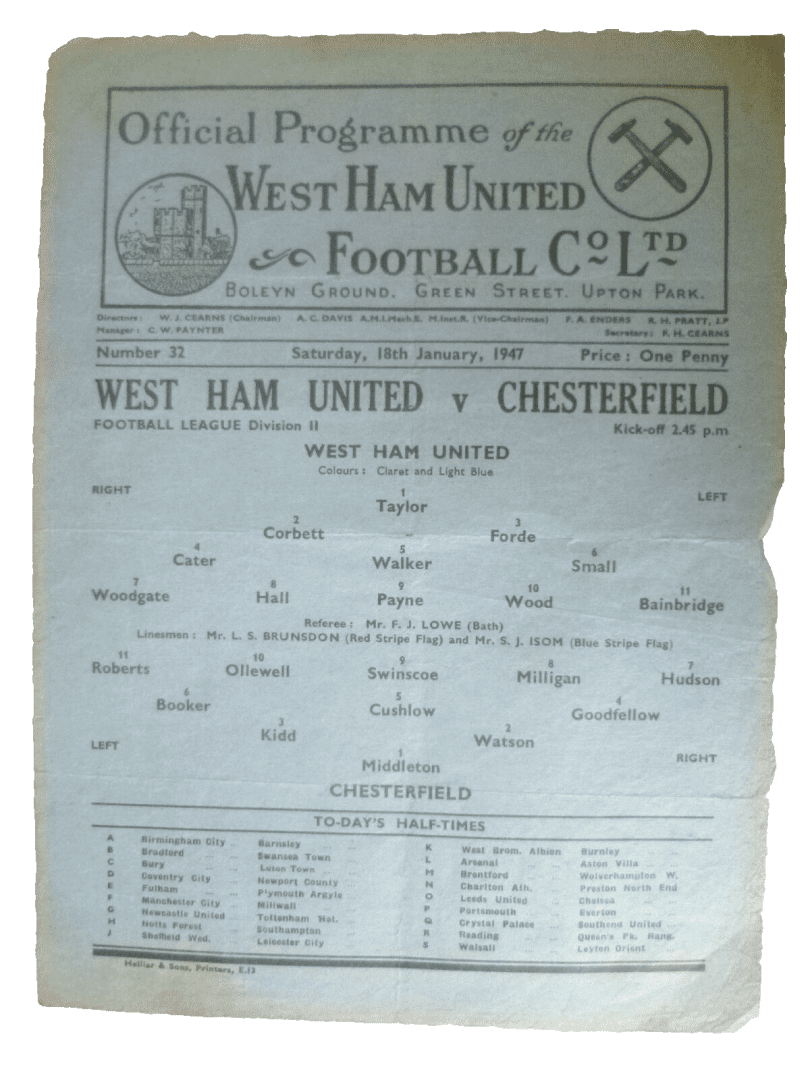 Official Programme of the
WEST HAM UNITED
FOOTBALL CO LTD
BOLEYN GROUND. GREEN STREET. UPTON PARK.
Directors: W. J. CEARNS (Chairman) A. C. DAVIS A.M.I.Mech.E. M.Inst.R. (Vice-Chairman) F. A. ENDERS R. H. PRATT, J.P
Manager: C. W. PAYNTER Secretary: F. H. CEARNS
Number 32 Saturday, 18th January, 1947 Price: One Penny
WEST HAM UNITED v CHESTERFIELD
FOOTBALL LEAGUE Division II Kick-off 2.45 p.m
WEST HAM UNITED
Colours: Claret and Light Blue
RIGHT LEFT
1
Taylor
2 3
Corbett Forde
4 5 6
Cater Walker Small
7 8 9 10 11
Woodgate Hall Payne Wood Bainbridge
Referee: Mr. F. J. LOWE (Bath)
Linesmen: Mr. L. S. BRUNSDON (Red Stripe Flag) and Mr. S. J. ISOM (Blue Stripe Flag)
11 10 9 8 7
Roberts Ollewell Swinscoe Milligan Hudson
6 5 4
Booker Cushlow Goodfellow
3 2
Kidd Watson
LEFT 1 RIGHT
Middleton
CHESTERFIELD
TO-DAY'S HALF-TIMES
A Birmingham City Barnsley
B Bradford Swansea Town
C Bury Luton Town
D Coventry City Newport County
E Fulham Plymouth Argyle
F Manchester City Millwall
G Newcastle United Tottenham Hot.
H Notts Forest Southampton
J Sheffield Wed. Leicester City
K West Brom. Albion Burnley
L Arsenal Aston Villa
M Brentford Wolverhampton W.
N Charlton Ath. Preston North End
O Leeds United Chelsea
P Portsmouth Everton
Q Crystal Palace Southend United
R Reading Queen's Pk. Rang.
S Walsall Leyton Orient
Helliar & Sons, Printers, E.13